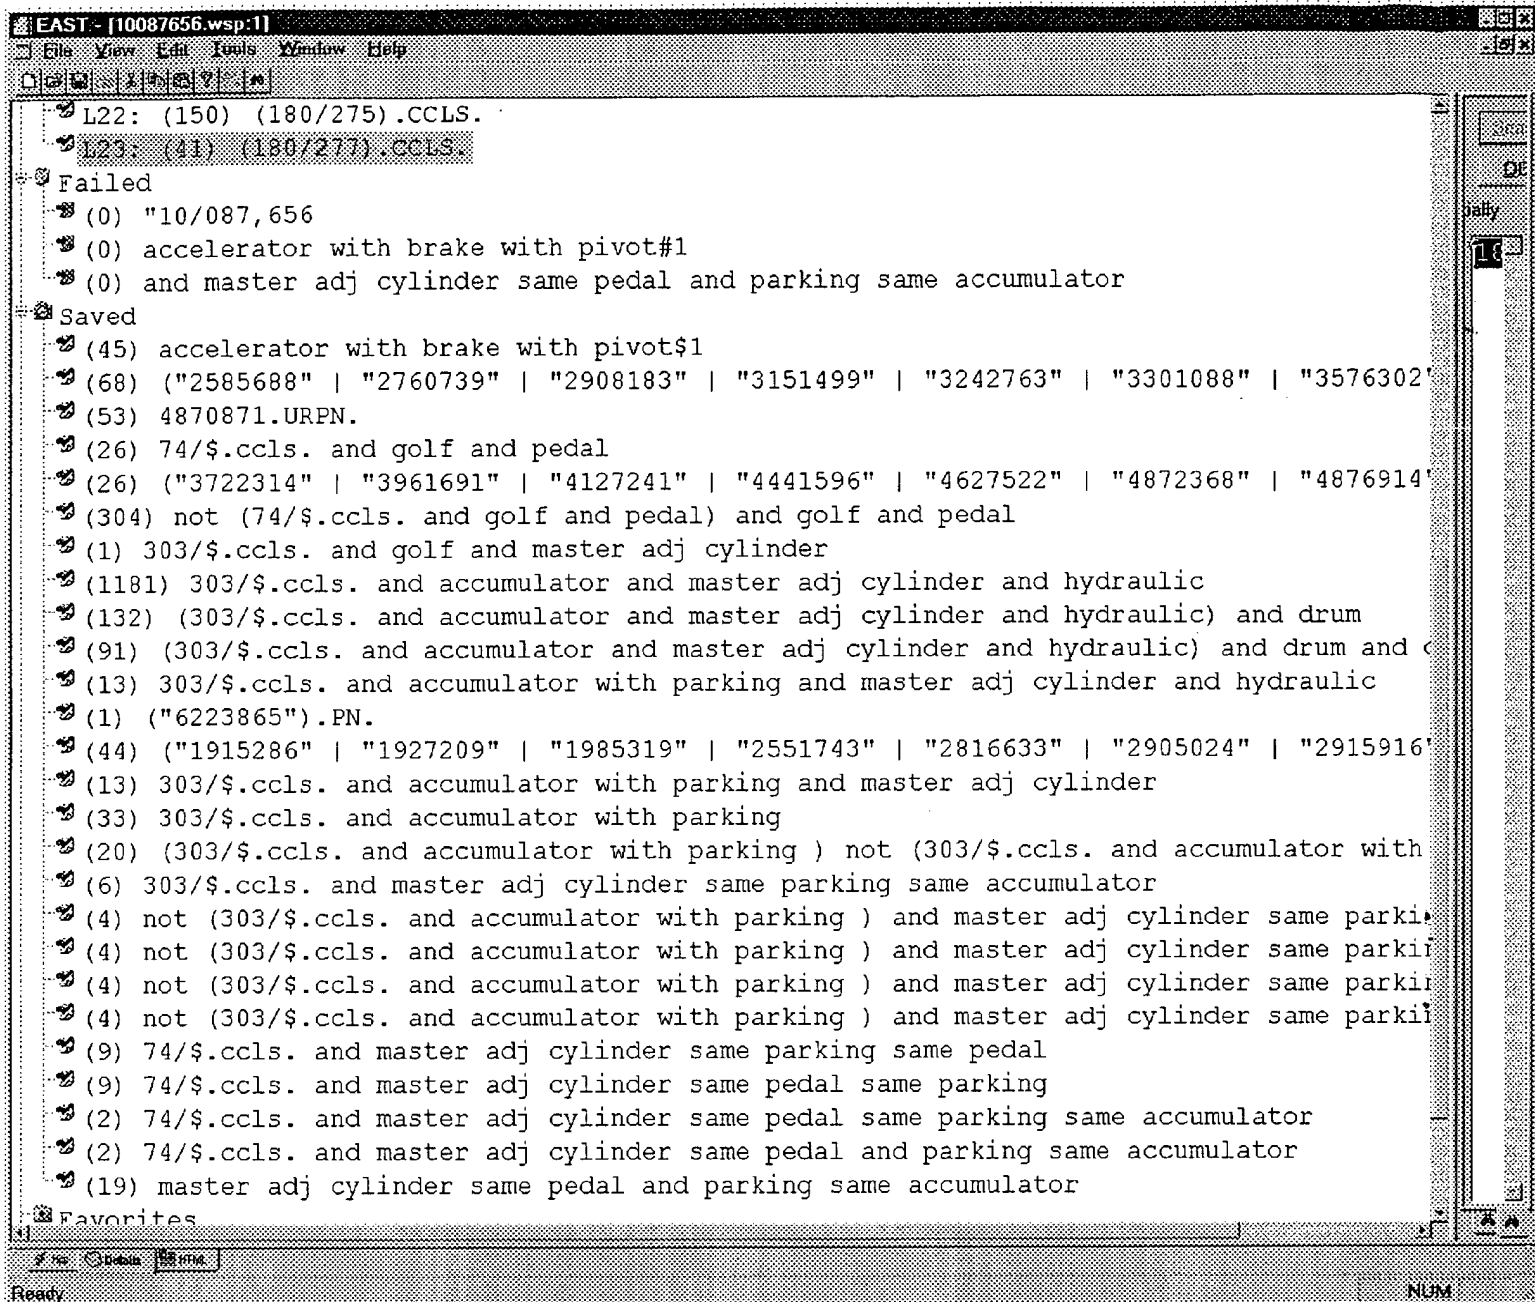 EAST - [10087656.wsp:1]
File View Edit Tools Window Help
L22: (150) (180/275).CCLS.
L23: (41) (180/277).CCLS.
Failed
(0) "10/087,656
(0) accelerator with brake with pivot#1
(0) and master adj cylinder same pedal and parking same accumulator
Saved
(45) accelerator with brake with pivot$1
(68) ("2585688" | "2760739" | "2908183" | "3151499" | "3242763" | "3301088" | "3576302"
(53) 4870871.URPN.
(26) 74/$.ccls. and golf and pedal
(26) ("3722314" | "3961691" | "4127241" | "4441596" | "4627522" | "4872368" | "4876914"
(304) not (74/$.ccls. and golf and pedal) and golf and pedal
(1) 303/$.ccls. and golf and master adj cylinder
(1181) 303/$.ccls. and accumulator and master adj cylinder and hydraulic
(132) (303/$.ccls. and accumulator and master adj cylinder and hydraulic) and drum
(91) (303/$.ccls. and accumulator and master adj cylinder and hydraulic) and drum and
(13) 303/$.ccls. and accumulator with parking and master adj cylinder and hydraulic
(1) ("6223865").PN.
(44) ("1915286" | "1927209" | "1985319" | "2551743" | "2816633" | "2905024" | "2915916"
(13) 303/$.ccls. and accumulator with parking and master adj cylinder
(33) 303/$.ccls. and accumulator with parking
(20) (303/$.ccls. and accumulator with parking ) not (303/$.ccls. and accumulator with
(6) 303/$.ccls. and master adj cylinder same parking same accumulator
(4) not (303/$.ccls. and accumulator with parking ) and master adj cylinder same parki
(4) not (303/$.ccls. and accumulator with parking ) and master adj cylinder same parkin
(4) not (303/$.ccls. and accumulator with parking ) and master adj cylinder same parkin
(4) not (303/$.ccls. and accumulator with parking ) and master adj cylinder same parkin
(9) 74/$.ccls. and master adj cylinder same parking same pedal
(9) 74/$.ccls. and master adj cylinder same pedal same parking
(2) 74/$.ccls. and master adj cylinder same pedal same parking same accumulator
(2) 74/$.ccls. and master adj cylinder same pedal and parking same accumulator
(19) master adj cylinder same pedal and parking same accumulator
Favorites
Details HTML
Ready NUM